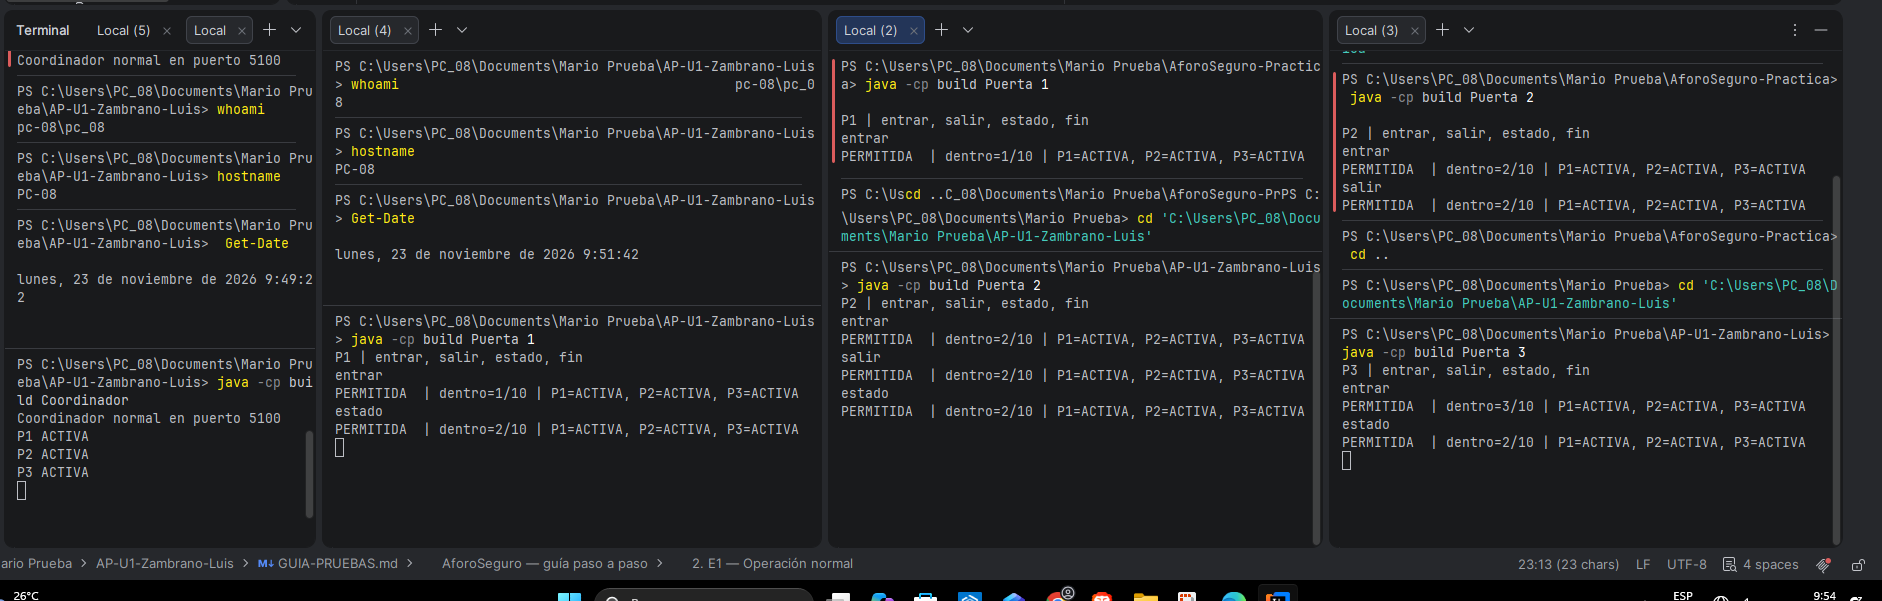 Terminal
Local (5)
Local
Coordinador normal en puerto 5100
PS C:\Users\PC_08\Documents\Mario Pru
eba\AP-U1-Zambrano-Luis> whoami
pc-08\pc_08
PS C:\Users\PC_08\Documents\Mario Pru
eba\AP-U1-Zambrano-Luis> hostname
PC-08
PS C:\Users\PC_08\Documents\Mario Pru
eba\AP-U1-Zambrano-Luis>  Get-Date
lunes, 23 de noviembre de 2026 9:49:2
2
PS C:\Users\PC_08\Documents\Mario Pru
eba\AP-U1-Zambrano-Luis> java -cp bui
ld Coordinador
Coordinador normal en puerto 5100
P1 ACTIVA
P2 ACTIVA
P3 ACTIVA
Local (4)
PS C:\Users\PC_08\Documents\Mario Prueba\AP-U1-Zambrano-Luis
> whoami pc-08\pc_0
8
PS C:\Users\PC_08\Documents\Mario Prueba\AP-U1-Zambrano-Luis
> hostname
PC-08
PS C:\Users\PC_08\Documents\Mario Prueba\AP-U1-Zambrano-Luis
> Get-Date
lunes, 23 de noviembre de 2026 9:51:42
PS C:\Users\PC_08\Documents\Mario Prueba\AP-U1-Zambrano-Luis
> java -cp build Puerta 1
P1 | entrar, salir, estado, fin
entrar
PERMITIDA  | dentro=1/10 | P1=ACTIVA, P2=ACTIVA, P3=ACTIVA
estado
PERMITIDA  | dentro=2/10 | P1=ACTIVA, P2=ACTIVA, P3=ACTIVA
Local (2)
PS C:\Users\PC_08\Documents\Mario Prueba\AforoSeguro-Practic
a> java -cp build Puerta 1
P1 | entrar, salir, estado, fin
entrar
PERMITIDA  | dentro=1/10 | P1=ACTIVA, P2=ACTIVA, P3=ACTIVA
PS C:\Uscd ..C_08\Documents\Mario Prueba\AforoSeguro-PrPS C:
\Users\PC_08\Documents\Mario Prueba> cd 'C:\Users\PC_08\Docu
ments\Mario Prueba\AP-U1-Zambrano-Luis'
PS C:\Users\PC_08\Documents\Mario Prueba\AP-U1-Zambrano-Luis
> java -cp build Puerta 2
P2 | entrar, salir, estado, fin
entrar
PERMITIDA  | dentro=2/10 | P1=ACTIVA, P2=ACTIVA, P3=ACTIVA
salir
PERMITIDA  | dentro=2/10 | P1=ACTIVA, P2=ACTIVA, P3=ACTIVA
estado
PERMITIDA  | dentro=2/10 | P1=ACTIVA, P2=ACTIVA, P3=ACTIVA
Local (3)
PS C:\Users\PC_08\Documents\Mario Prueba\AforoSeguro-Practica>
java -cp build Puerta 2
P2 | entrar, salir, estado, fin
entrar
PERMITIDA  | dentro=2/10 | P1=ACTIVA, P2=ACTIVA, P3=ACTIVA
salir
PERMITIDA  | dentro=2/10 | P1=ACTIVA, P2=ACTIVA, P3=ACTIVA
PS C:\Users\PC_08\Documents\Mario Prueba\AforoSeguro-Practica>
cd ..
PS C:\Users\PC_08\Documents\Mario Prueba> cd 'C:\Users\PC_08\D
ocuments\Mario Prueba\AP-U1-Zambrano-Luis'
PS C:\Users\PC_08\Documents\Mario Prueba\AP-U1-Zambrano-Luis>
java -cp build Puerta 3
P3 | entrar, salir, estado, fin
entrar
PERMITIDA  | dentro=3/10 | P1=ACTIVA, P2=ACTIVA, P3=ACTIVA
estado
PERMITIDA  | dentro=2/10 | P1=ACTIVA, P2=ACTIVA, P3=ACTIVA
ario Prueba > AP-U1-Zambrano-Luis > M↓ GUIA-PRUEBAS.md > AforoSeguro — guía paso a paso > 2. E1 — Operación normal
23:13 (23 chars) LF UTF-8 4 spaces
26°C
ESP
9:54